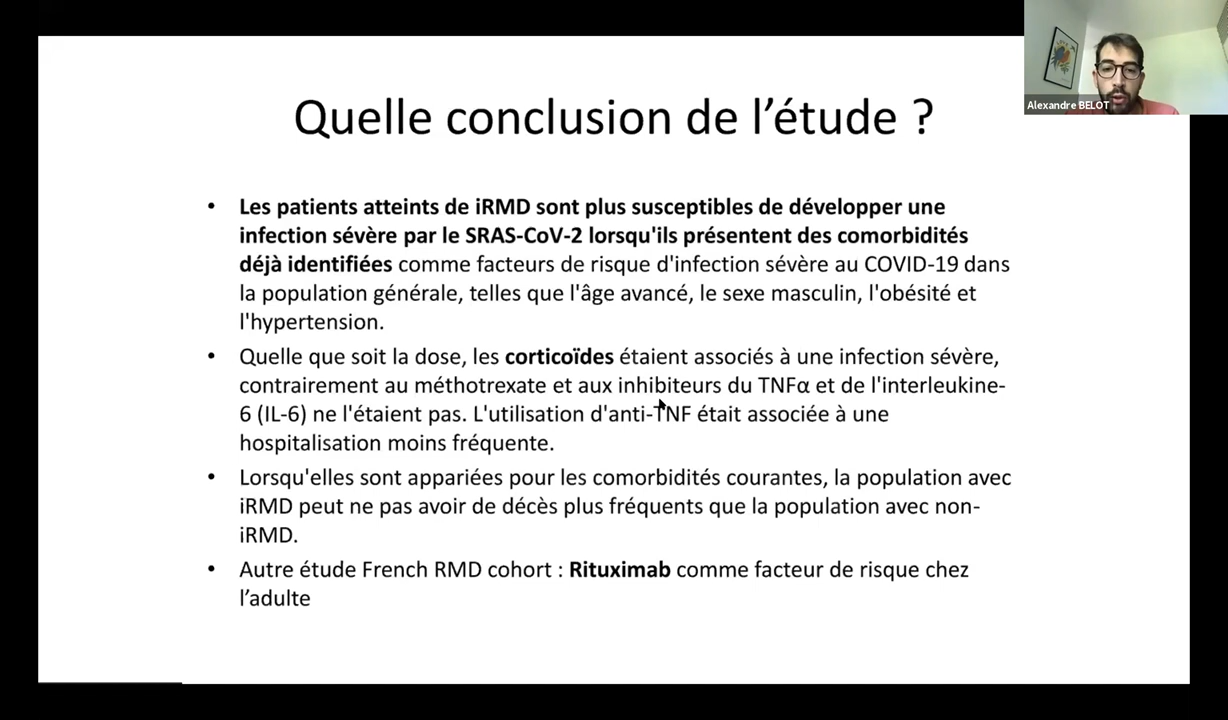 Alexandre BELOT
Quelle conclusion de l’étude ?
• Les patients atteints de iRMD sont plus susceptibles de développer une
infection sévère par le SRAS-CoV-2 lorsqu'ils présentent des comorbidités
déjà identifiées comme facteurs de risque d'infection sévère au COVID-19 dans
la population générale, telles que l'âge avancé, le sexe masculin, l'obésité et
l'hypertension.
• Quelle que soit la dose, les corticoïdes étaient associés à une infection sévère,
contrairement au méthotrexate et aux inhibiteurs du TNFα et de l'interleukine-
6 (IL-6) ne l'étaient pas. L'utilisation d'anti-TNF était associée à une
hospitalisation moins fréquente.
• Lorsqu'elles sont appariées pour les comorbidités courantes, la population avec
iRMD peut ne pas avoir de décès plus fréquents que la population avec non-
iRMD.
• Autre étude French RMD cohort : Rituximab comme facteur de risque chez
l’adulte